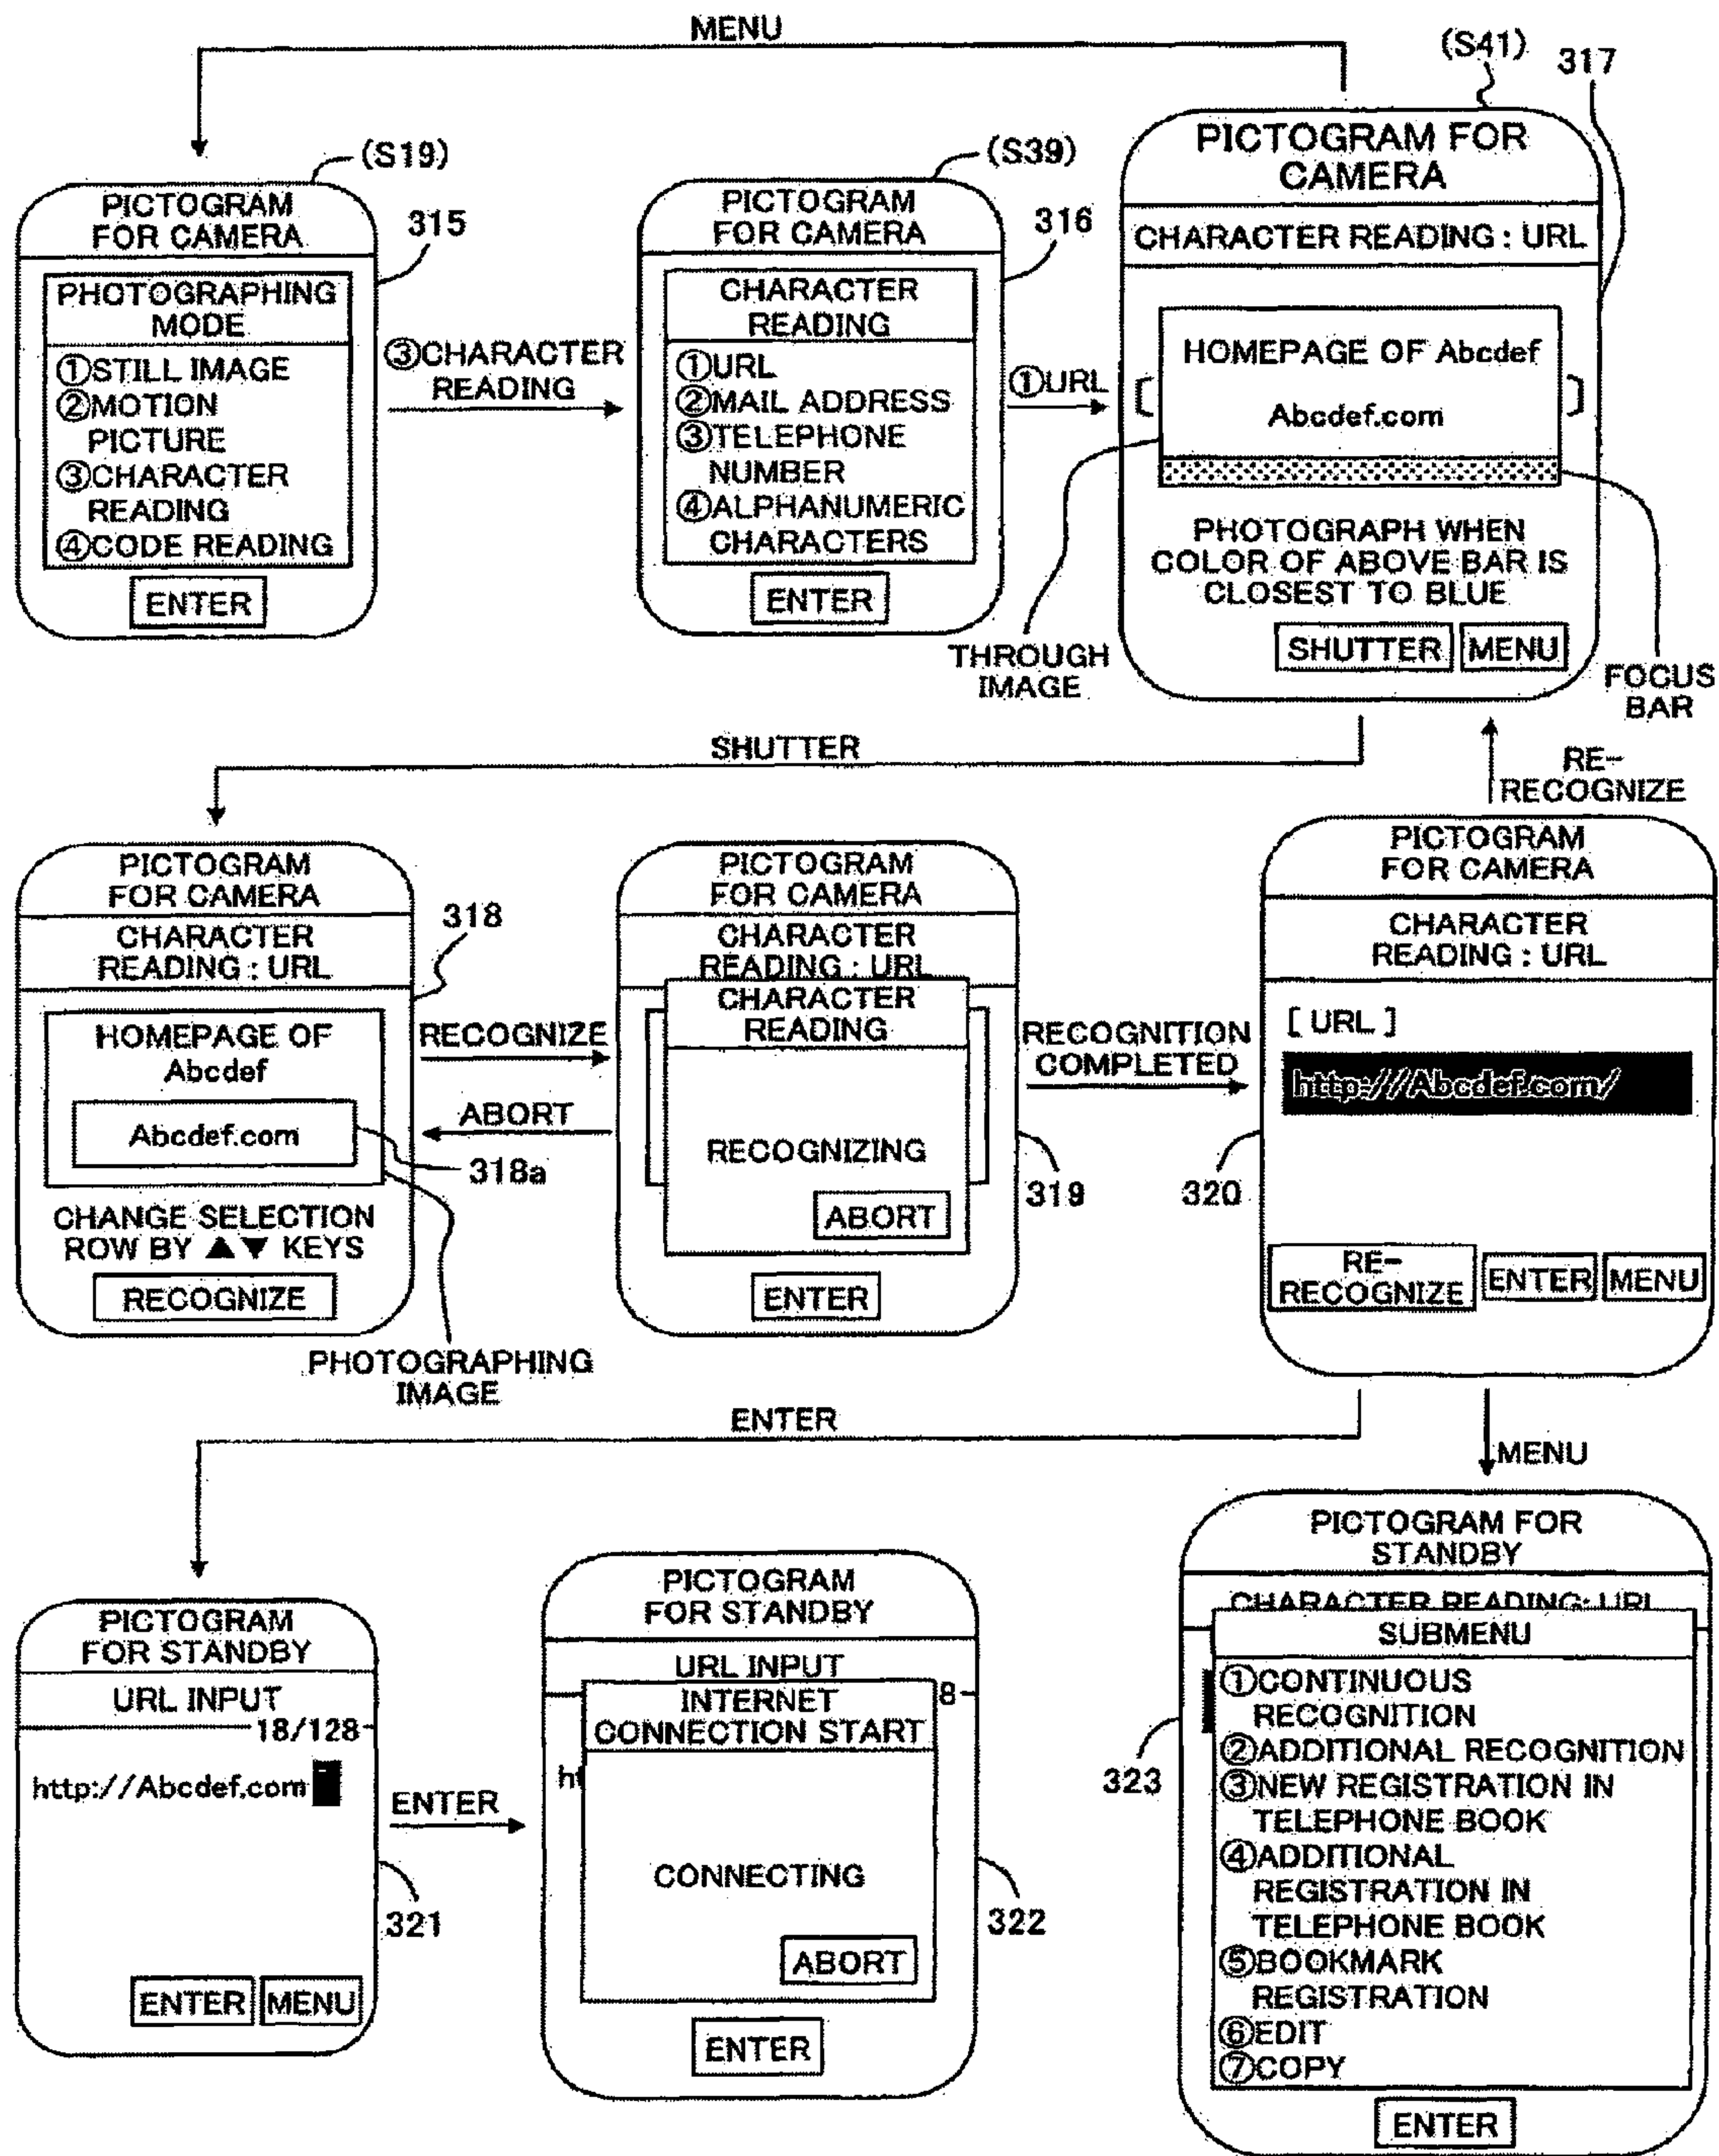 MENU
(S19)
PICTOGRAM
FOR CAMERA
315
PHOTOGRAPHING
MODE
①STILL IMAGE
②MOTION
PICTURE
③CHARACTER
READING
④CODE READING
ENTER
③CHARACTER
READING
(S39)
PICTOGRAM
FOR CAMERA
316
CHARACTER
READING
①URL
②MAIL ADDRESS
③TELEPHONE
NUMBER
④ALPHANUMERIC
CHARACTERS
ENTER
①URL
(S41)
317
PICTOGRAM FOR
CAMERA
CHARACTER READING : URL
HOMEPAGE OF Abcdef
[ ]
Abcdef.com
PHOTOGRAPH WHEN
COLOR OF ABOVE BAR IS
CLOSEST TO BLUE
SHUTTER MENU
THROUGH
IMAGE
FOCUS
BAR
SHUTTER
RE-
RECOGNIZE
PICTOGRAM
FOR CAMERA
CHARACTER
READING : URL
318
HOMEPAGE OF
Abcdef
Abcdef.com
318a
CHANGE SELECTION
ROW BY ▲▼ KEYS
RECOGNIZE
PHOTOGRAPHING
IMAGE
RECOGNIZE
ABORT
PICTOGRAM
FOR CAMERA
CHARACTER
READING : URL
CHARACTER
READING
RECOGNIZING
ABORT
ENTER
319
RECOGNITION
COMPLETED
PICTOGRAM
FOR CAMERA
CHARACTER
READING : URL
[ URL ]
http:///Abcdef.com/
320
RE-
RECOGNIZE
ENTER MENU
ENTER
MENU
PICTOGRAM
FOR STANDBY
URL INPUT
18/128
http://Abcdef.com
321
ENTER MENU
ENTER
PICTOGRAM
FOR STANDBY
URL INPUT
8
INTERNET
CONNECTION START
ht
CONNECTING
322
ABORT
ENTER
PICTOGRAM FOR
STANDBY
CHARACTER READING: URL
SUBMENU
323
①CONTINUOUS
RECOGNITION
②ADDITIONAL RECOGNITION
③NEW REGISTRATION IN
TELEPHONE BOOK
④ADDITIONAL
REGISTRATION IN
TELEPHONE BOOK
⑤BOOKMARK
REGISTRATION
⑥EDIT
⑦COPY
ENTER